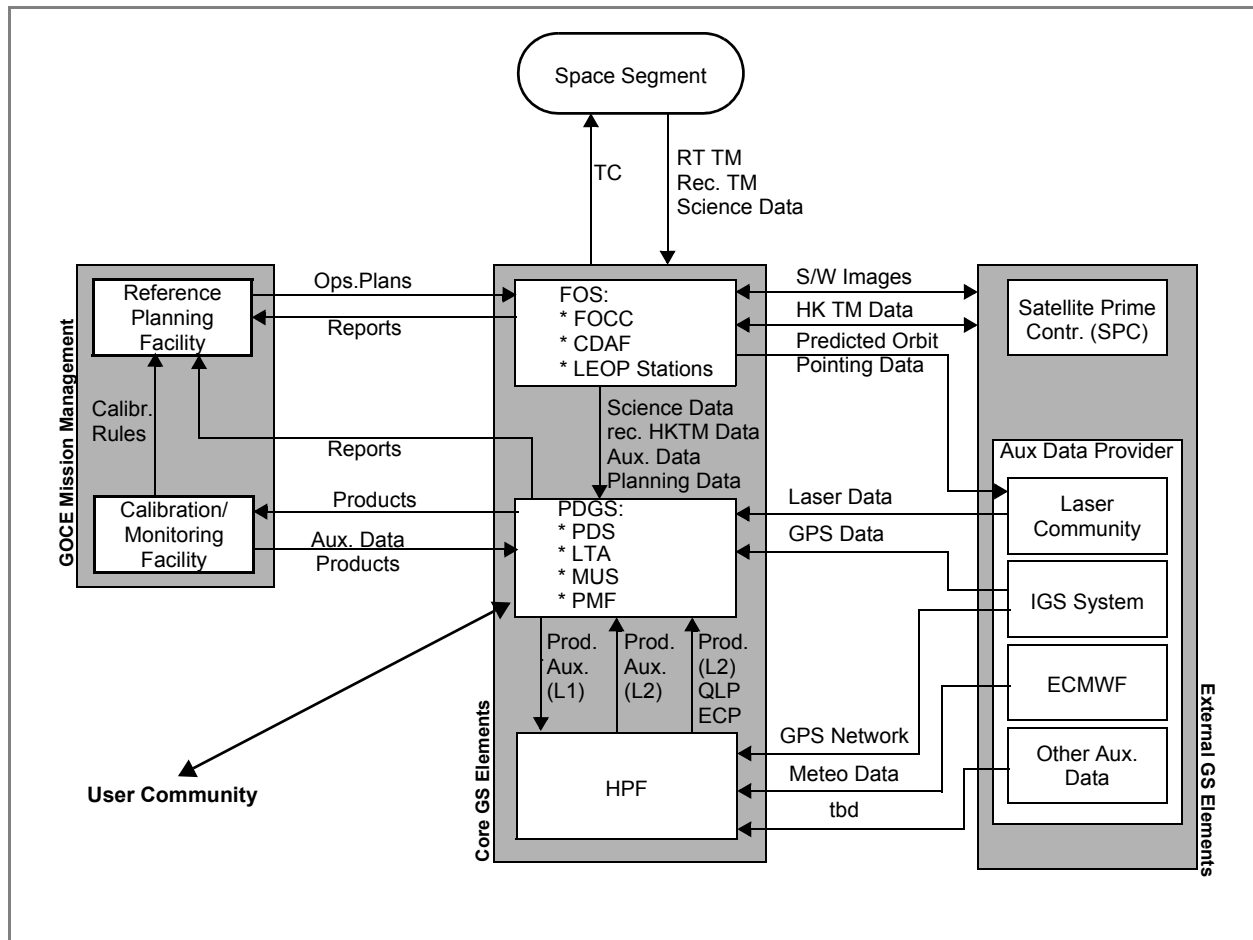 Space Segment
TC
RT TM
Rec. TM
Science Data
GOCE Mission Management
Reference
Planning
Facility
Ops.Plans
Reports
Calibr.
Rules
Reports
Calibration/
Monitoring
Facility
Products
Aux. Data
Products
User Community
Core GS Elements
FOS:
* FOCC
* CDAF
* LEOP Stations
Science Data
rec. HKTM Data
Aux. Data
Planning Data
PDGS:
* PDS
* LTA
* MUS
* PMF
Prod.
Aux.
(L1)
Prod.
Aux.
(L2)
Prod.
(L2)
QLP
ECP
HPF
S/W Images
HK TM Data
Predicted Orbit
Pointing Data
Laser Data
GPS Data
GPS Network
Meteo Data
tbd
External GS Elements
Satellite Prime
Contr. (SPC)
Aux Data Provider
Laser
Community
IGS System
ECMWF
Other Aux.
Data